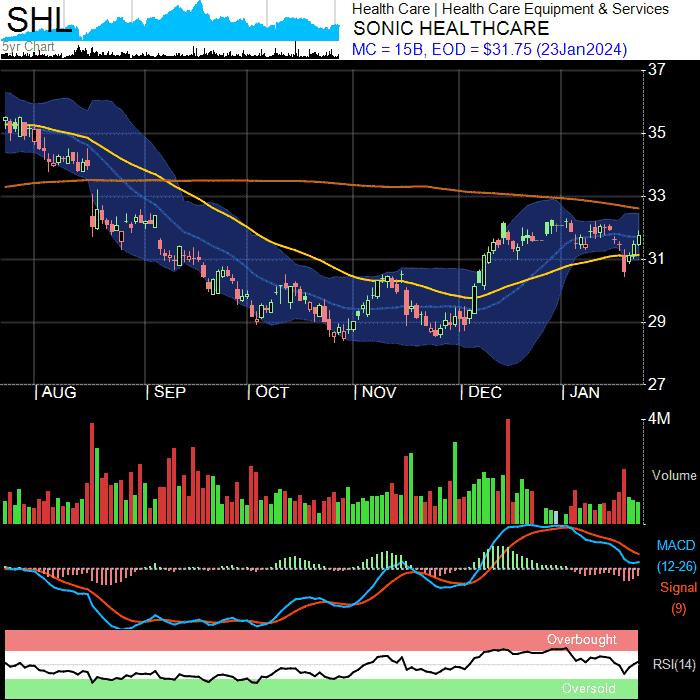 SHL
5yr Chart
Health Care | Health Care Equipment & Services
SONIC HEALTHCARE
MC = 15B, EOD = $31.75 (23Jan2024)
37
35
33
31
29
27
| AUG | SEP | OCT | NOV | DEC | JAN
4M
Volume
MACD
(12-26)
Signal
(9)
Overbought
RSI(14)
Oversold